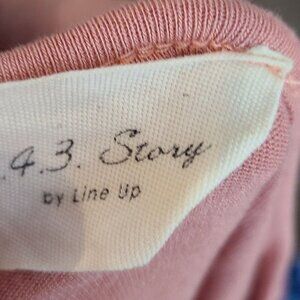 .4.3. Story
by Line Up